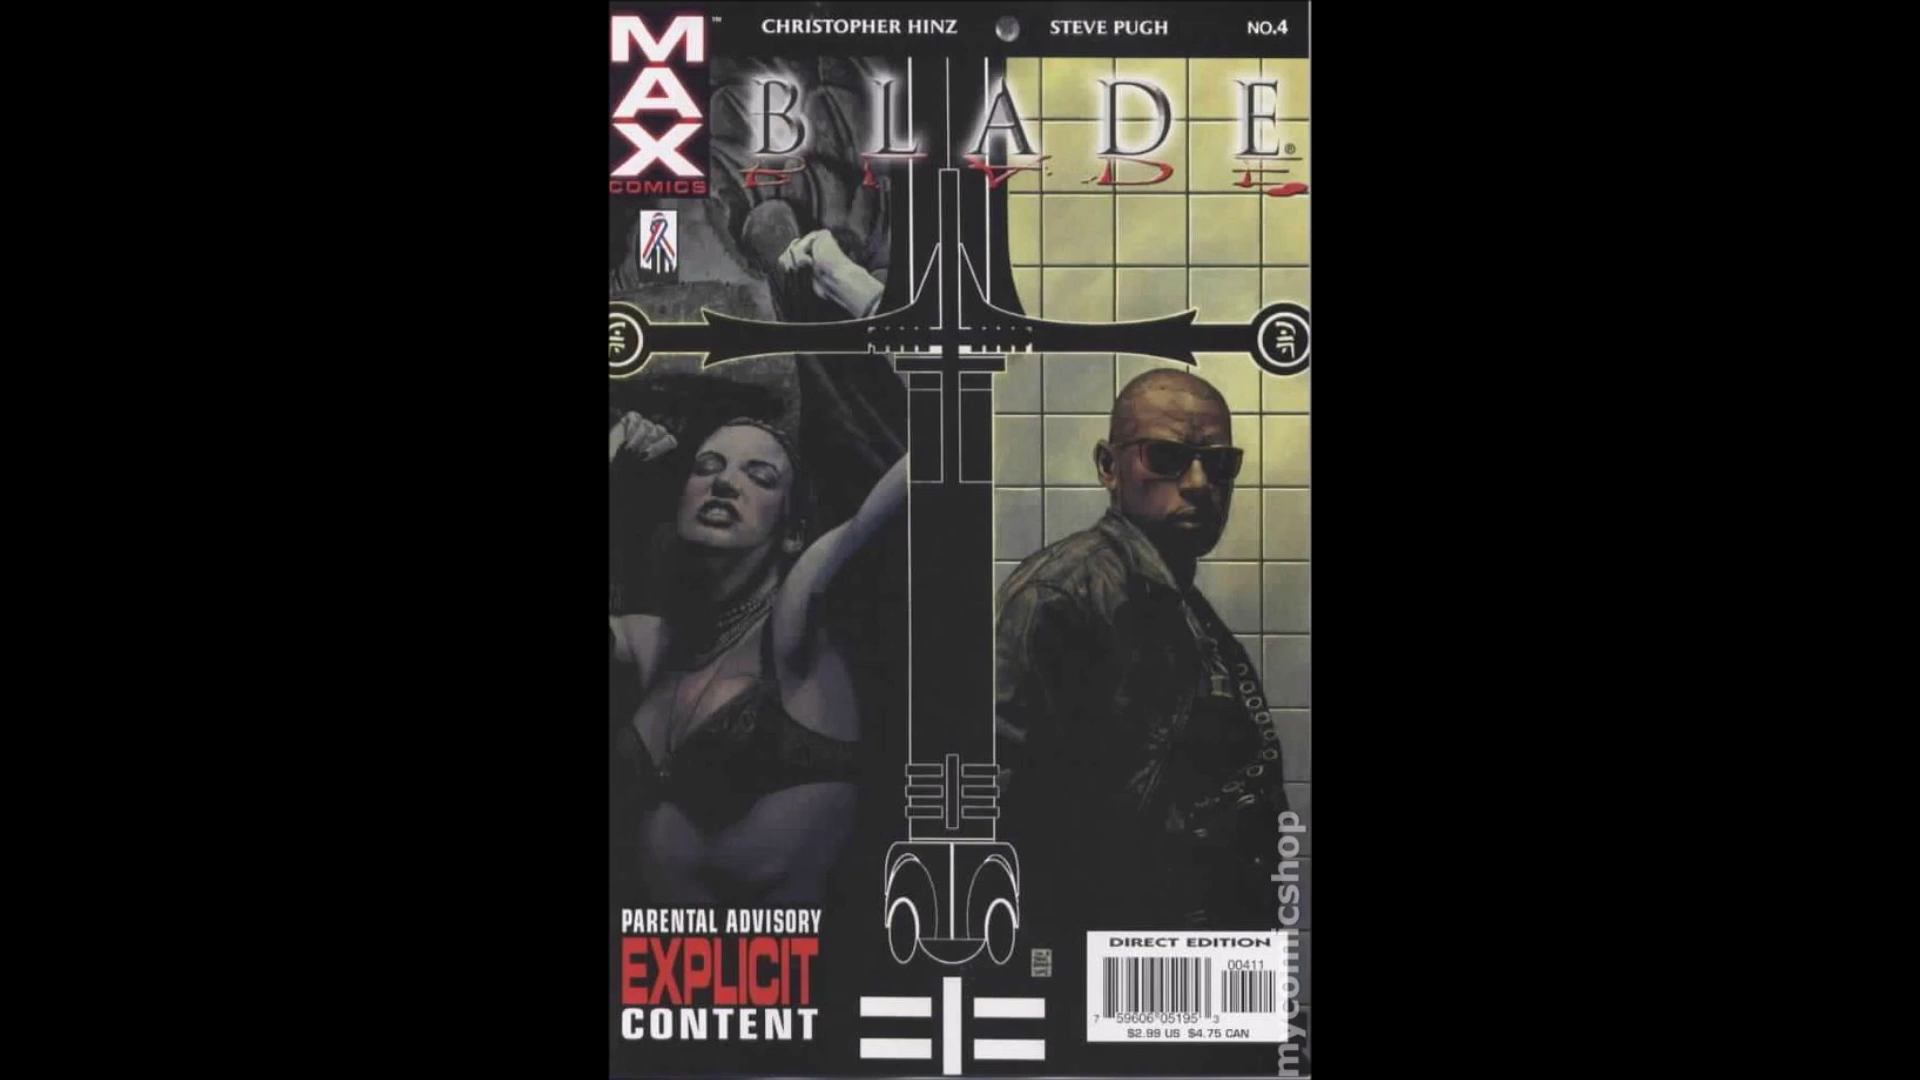 MAX
COMICS
CHRISTOPHER HINZ
STEVE PUGH
NO.4
BLADE®
PARENTAL ADVISORY
EXPLICIT
CONTENT
DIRECT EDITION
00411
7 59606 05195 3
$2.99 US $4.75 CAN
mycomicshop